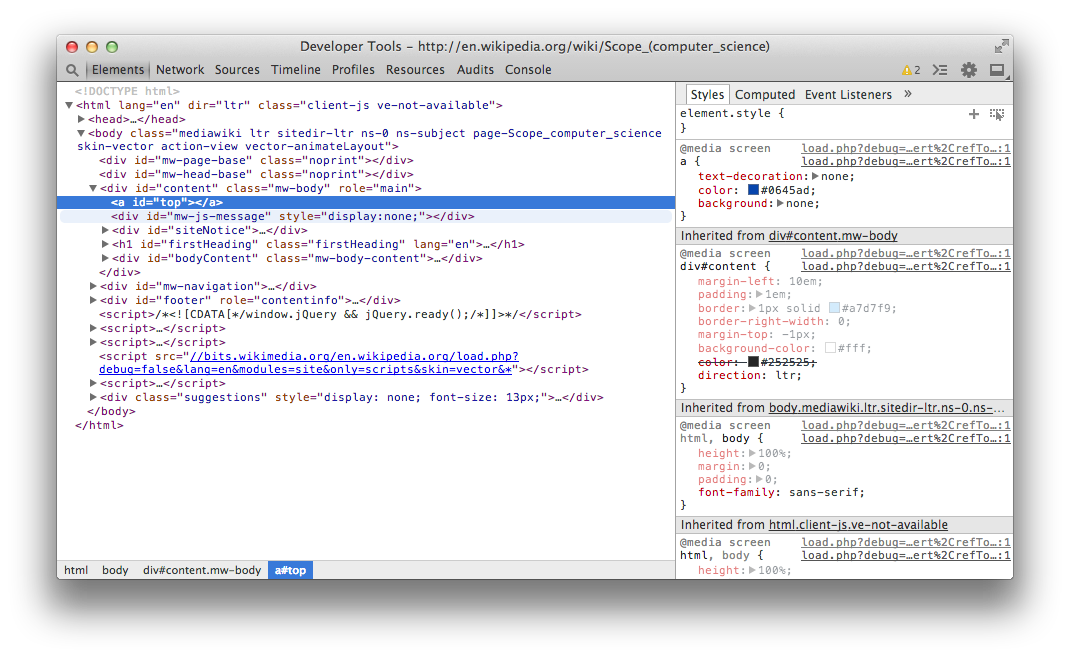 Developer Tools - http://en.wikipedia.org/wiki/Scope_(computer_science)
Elements Network Sources Timeline Profiles Resources Audits Console 2
<!DOCTYPE html>
<html lang="en" dir="ltr" class="client-js ve-not-available">
<head>…</head>
<body class="mediawiki ltr sitedir-ltr ns-0 ns-subject page-Scope_computer_science
skin-vector action-view vector-animateLayout">
<div id="mw-page-base" class="noprint"></div>
<div id="mw-head-base" class="noprint"></div>
<div id="content" class="mw-body" role="main">
<a id="top"></a>
<div id="mw-js-message" style="display:none;"></div>
<div id="siteNotice">…</div>
<h1 id="firstHeading" class="firstHeading" lang="en">…</h1>
<div id="bodyContent" class="mw-body-content">…</div>
</div>
<div id="mw-navigation">…</div>
<div id="footer" role="contentinfo">…</div>
<script>/*<![CDATA[*/window.jQuery && jQuery.ready();/*]]>*/</script>
<script>…</script>
<script>…</script>
<script src="//bits.wikimedia.org/en.wikipedia.org/load.php?
debug=false&lang=en&modules=site&only=scripts&skin=vector&*"></script>
<script>…</script>
<div class="suggestions" style="display: none; font-size: 13px;">…</div>
</body>
</html>
html body div#content.mw-body a#top
Styles Computed Event Listeners »
element.style {
}
@media screen load.php?debug=…ert%2CrefTo…:1
a { load.php?debug=…ert%2CrefTo…:1
text-decoration: none;
color: #0645ad;
background: none;
}
Inherited from div#content.mw-body
@media screen load.php?debug=…ert%2CrefTo…:1
div#content { load.php?debug=…ert%2CrefTo…:1
margin-left: 10em;
padding: 1em;
border: 1px solid #a7d7f9;
border-right-width: 0;
margin-top: -1px;
background-color: #fff;
color: #252525;
direction: ltr;
}
Inherited from body.mediawiki.ltr.sitedir-ltr.ns-0.ns-…
@media screen load.php?debug=…ert%2CrefTo…:1
html, body { load.php?debug=…ert%2CrefTo…:1
height: 100%;
margin: 0;
padding: 0;
font-family: sans-serif;
}
Inherited from html.client-js.ve-not-available
@media screen load.php?debug=…ert%2CrefTo…:1
html, body { load.php?debug=…ert%2CrefTo…:1
height: 100%;